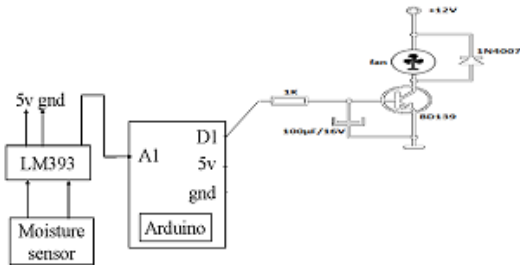 +12V
1N4007
fan
1K
BD139
100µF/16V
5v gnd
LM393
A1
D1
5v
gnd
Arduino
Moisture
sensor